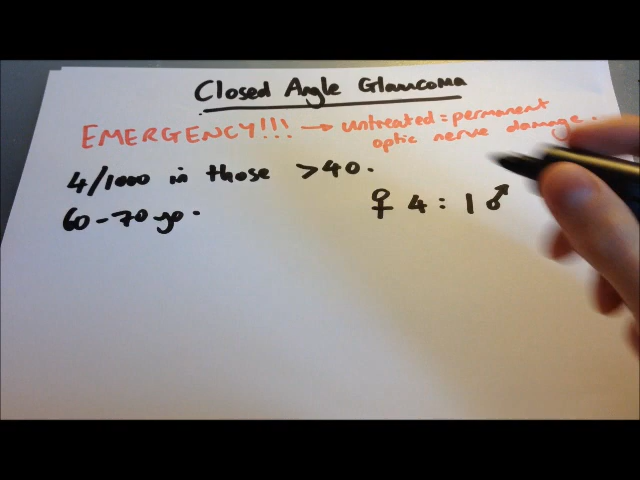 Closed Angle Glaucoma
EMERGENCY!!! → untreated = permanent
optic nerve damage.
4/1000 in those >40.
60-70 yo.
♀ 4 : 1 ♂